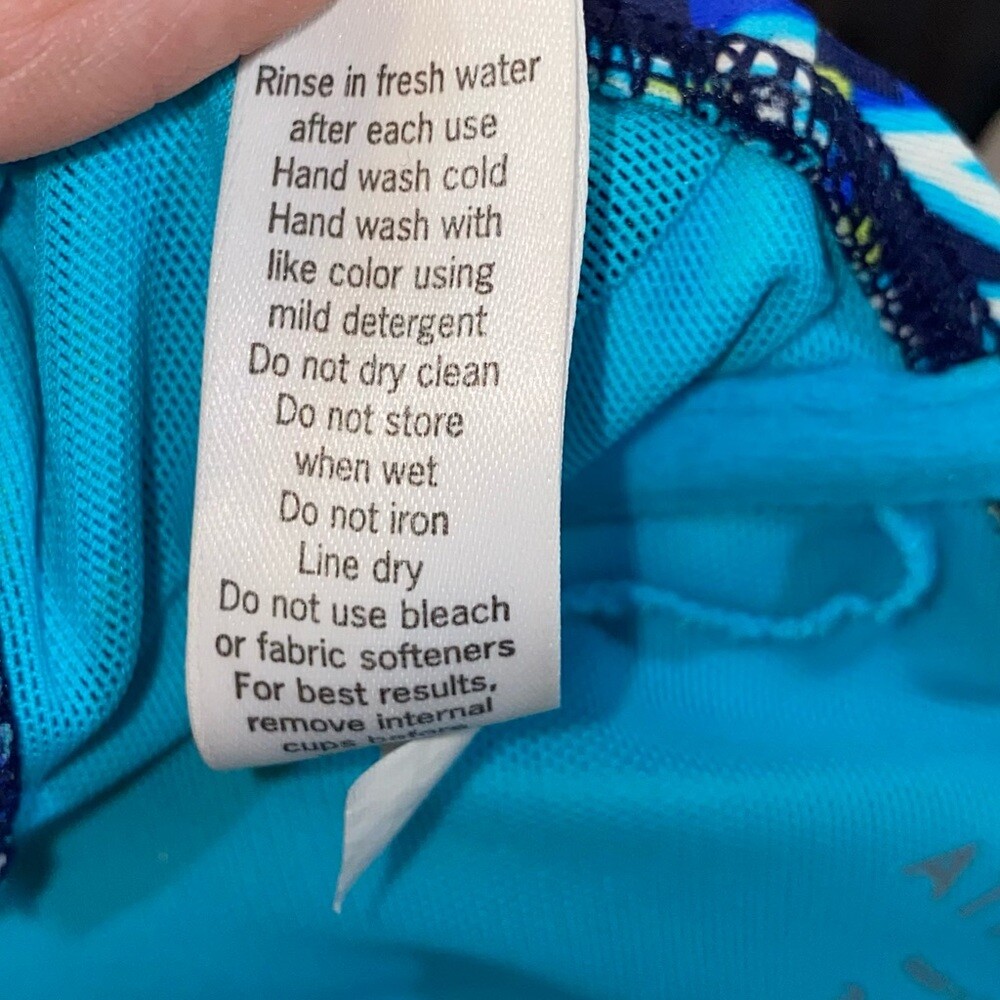 Rinse in fresh water
after each use
Hand wash cold
Hand wash with
like color using
mild detergent
Do not dry clean
Do not store
when wet
Do not iron
Line dry
Do not use bleach
or fabric softeners
For best results,
remove internal
cups before